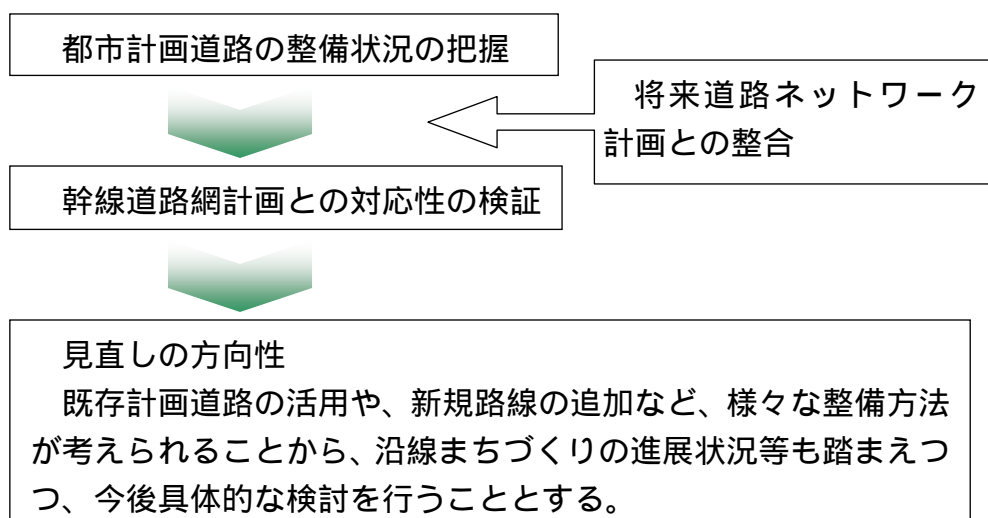 都市計画道路の整備状況の把握
将来道路ネットワーク
計画との整合
幹線道路網計画との対応性の検証
見直しの方向性
既存計画道路の活用や、新規路線の追加など、様々な整備方法
が考えられることから、沿線まちづくりの進展状況等も踏まえつ
つ、今後具体的な検討を行うこととする。